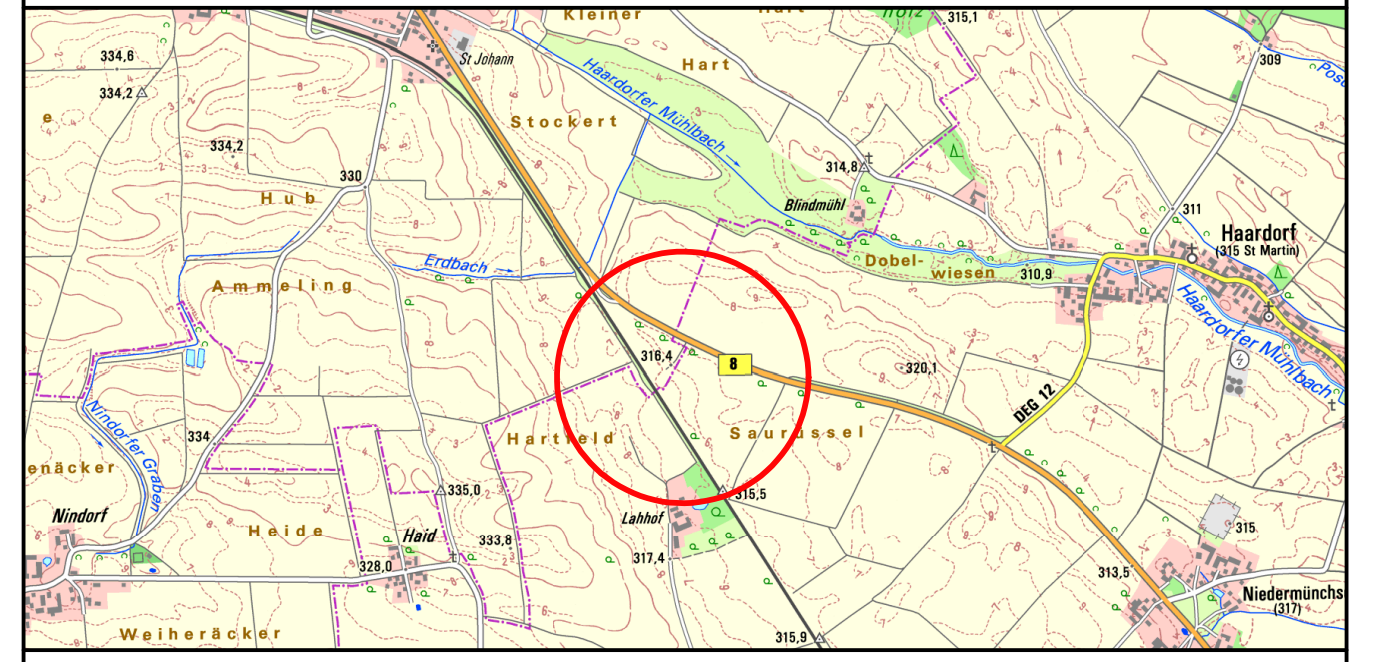 Kleiner
Holz
315,1
334,6
St Johann
309
334,2
Hart
Haardorfer Mühlbach
e
Stockert
334,2
330
314,8
Hub
Blindmühl
311
Haardorf
(315 St Martin)
Erdbach
Dobel-
wiesen
310,9
Ammeling
Haardorfer Mühlbach
316,4
8
320,1
DEG 12
Nindorfer Graben
334
Hartfeld
Saurüssel
enäcker
335,0
315,5
Nindorf
Heide
Haid
333,8
Lahhof
315
328,0
317,4
313,5
Niedermünchs
(317)
Weiheräcker
315,9